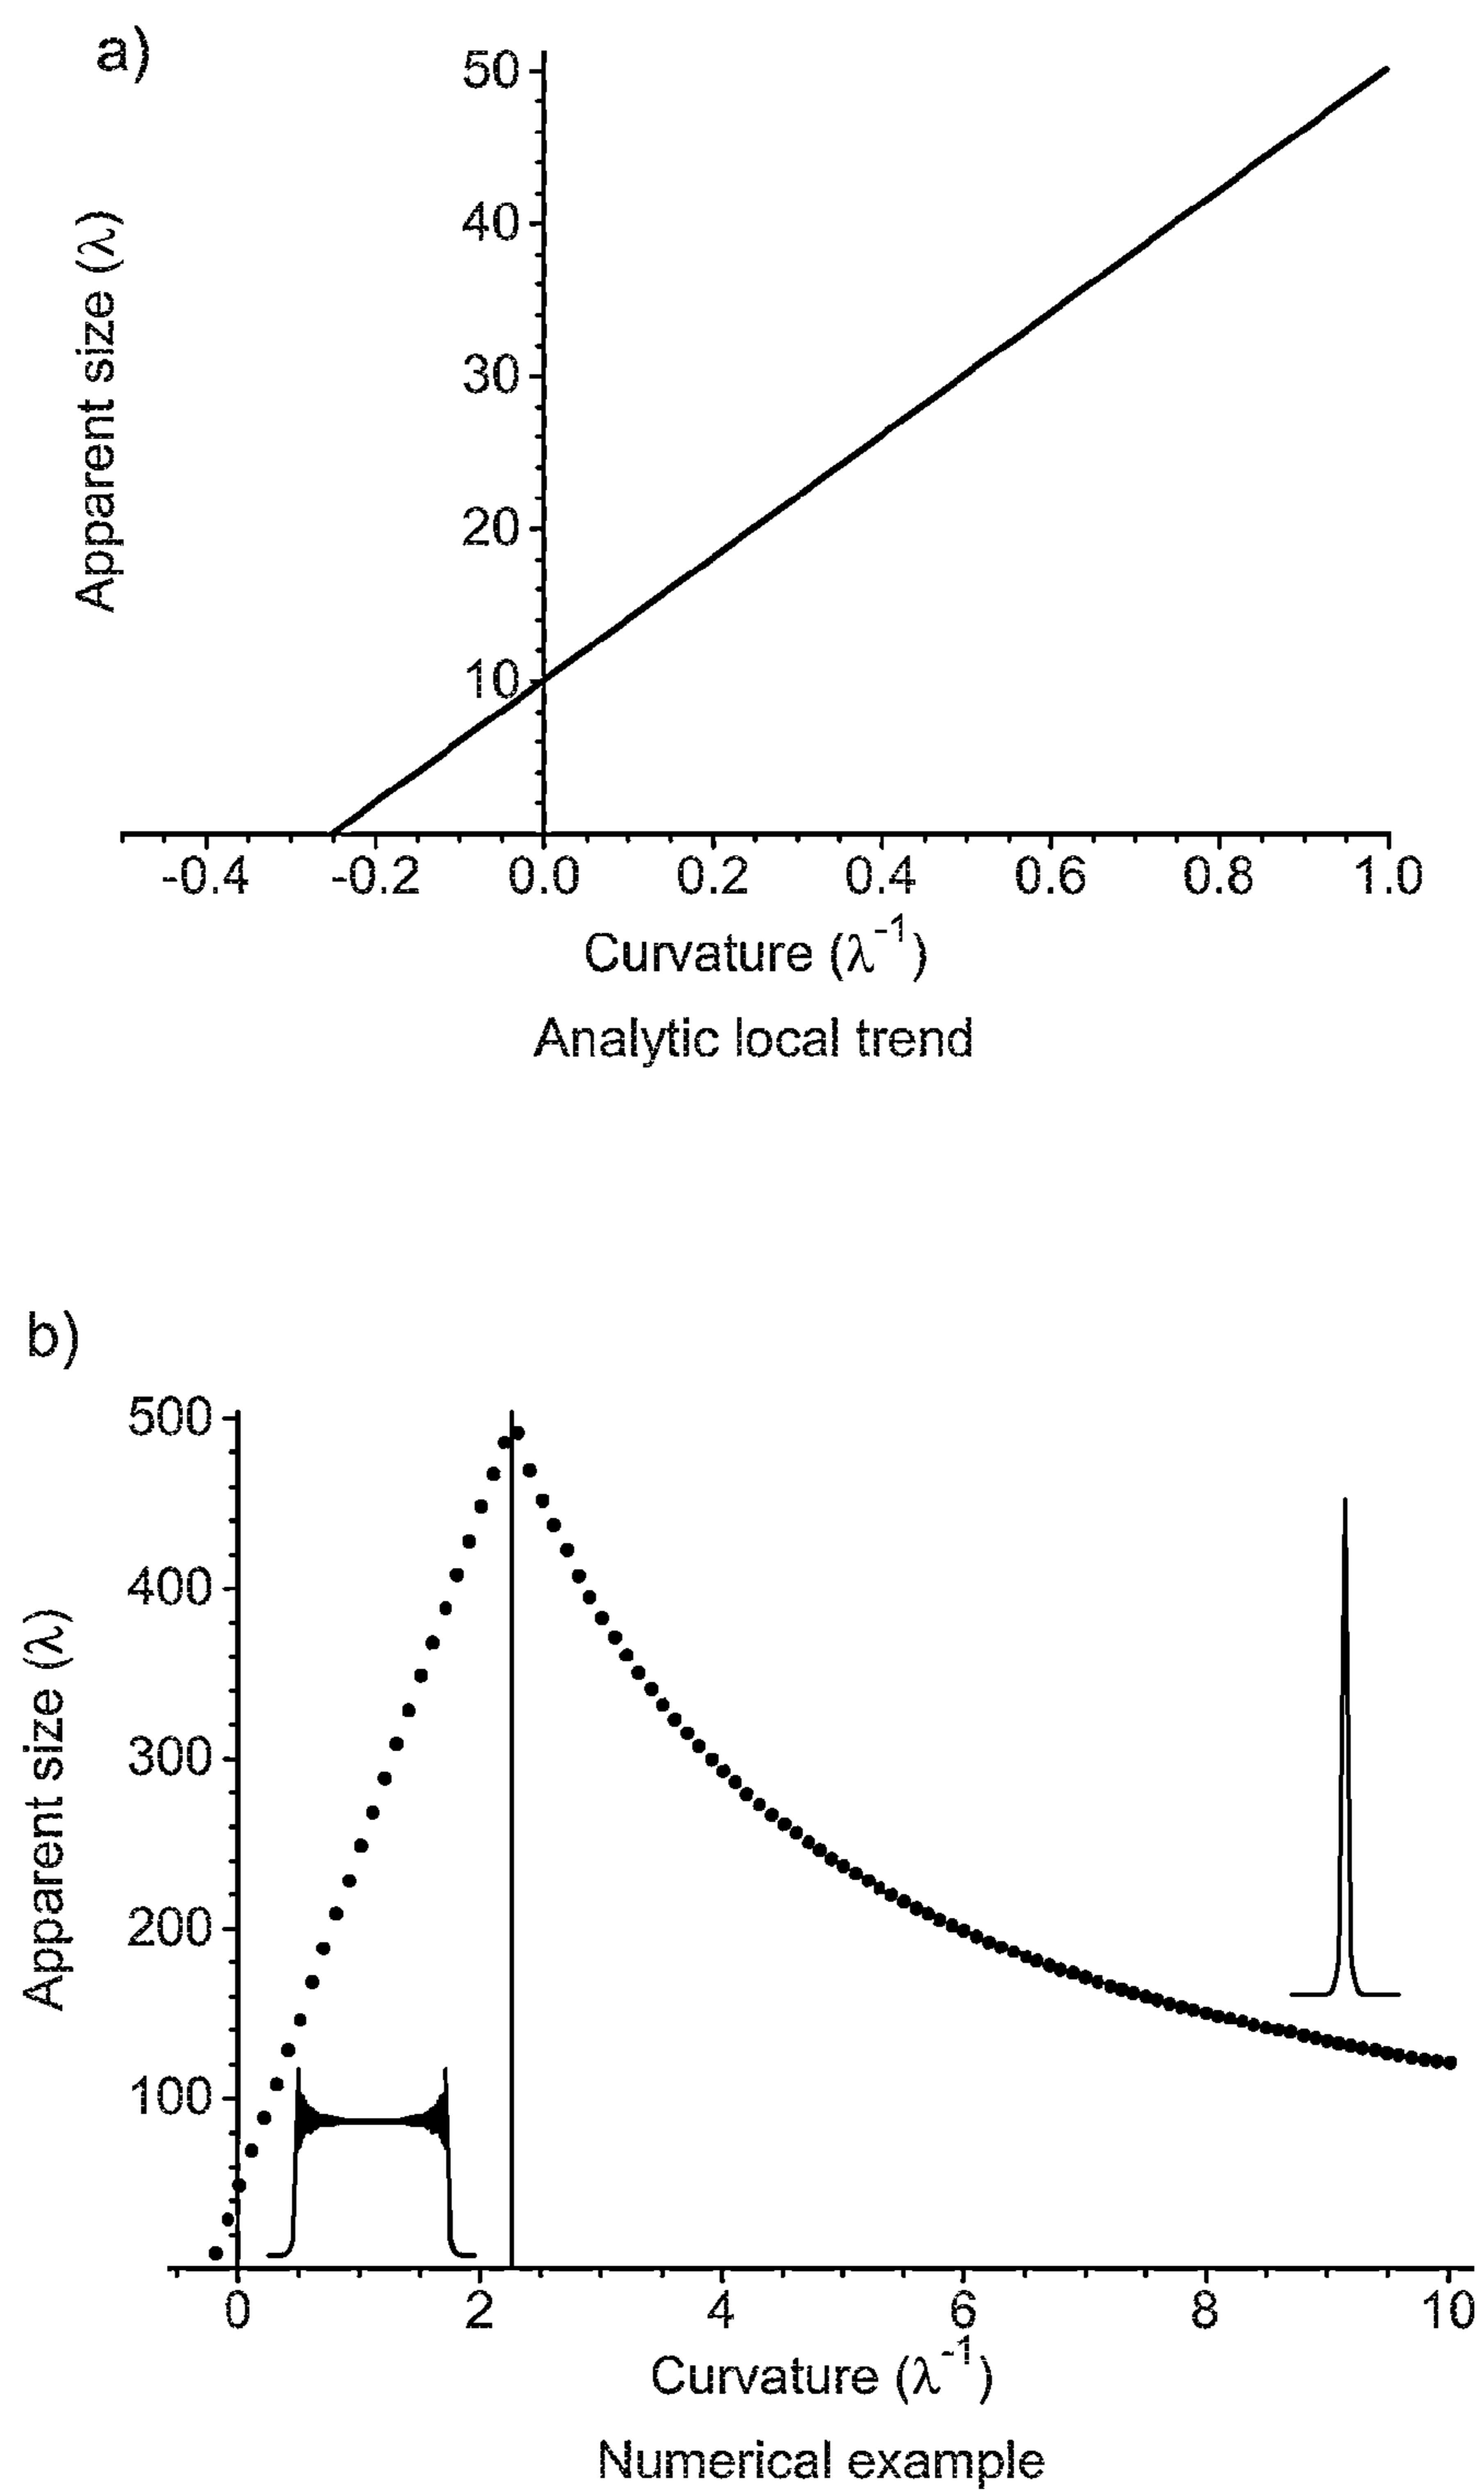 a)
50
40
30
20
10
Apparent size (λ)
-0.4 -0.2 0.0 0.2 0.4 0.6 0.8 1.0
Curvature (λ⁻¹)
Analytic local trend
b)
500
400
300
200
100
Apparent size (λ)
0 2 4 6 8 10
Curvature (λ⁻¹)
Numerical example